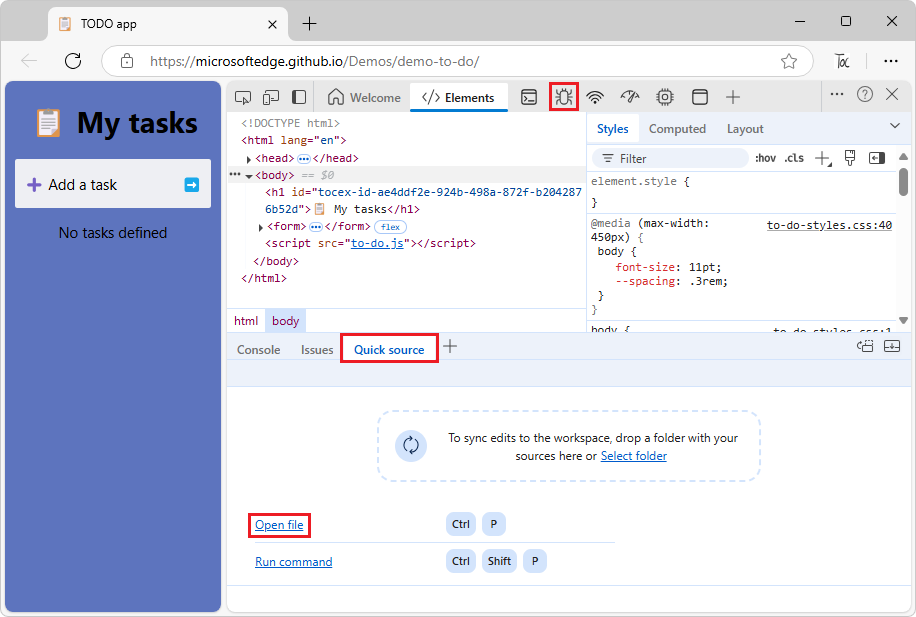 TODO app
https://microsoftedge.github.io/Demos/demo-to-do/
My tasks
Add a task
No tasks defined
Welcome
Elements
<!DOCTYPE html>
<html lang="en">
<head> </head>
<body> == $0
<h1 id="tocex-id-ae4ddf2e-924b-498a-872f-b204287
6b52d">📋 My tasks</h1>
<form> </form> flex
<script src="to-do.js"></script>
</body>
</html>
html body
Styles Computed Layout
Filter :hov .cls
element.style {
}
@media (max-width: to-do-styles.css:40
450px) {
body {
font-size: 11pt;
--spacing: .3rem;
}
}
body { to-do-styles.css:1
Console Issues Quick source
To sync edits to the workspace, drop a folder with your
sources here or Select folder
Open file Ctrl P
Run command Ctrl Shift P